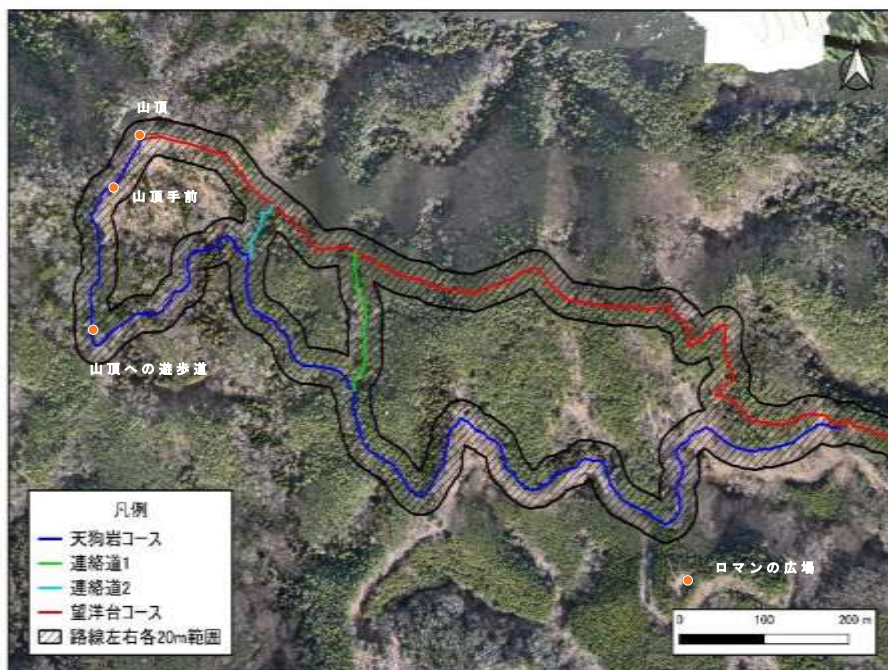 山頂
山頂手前
山頂への遊歩道
ロマンの広場
凡例
天狗岩コース
連絡道1
連絡道2
望洋台コース
路線左右各20m範囲
0 100 200 m